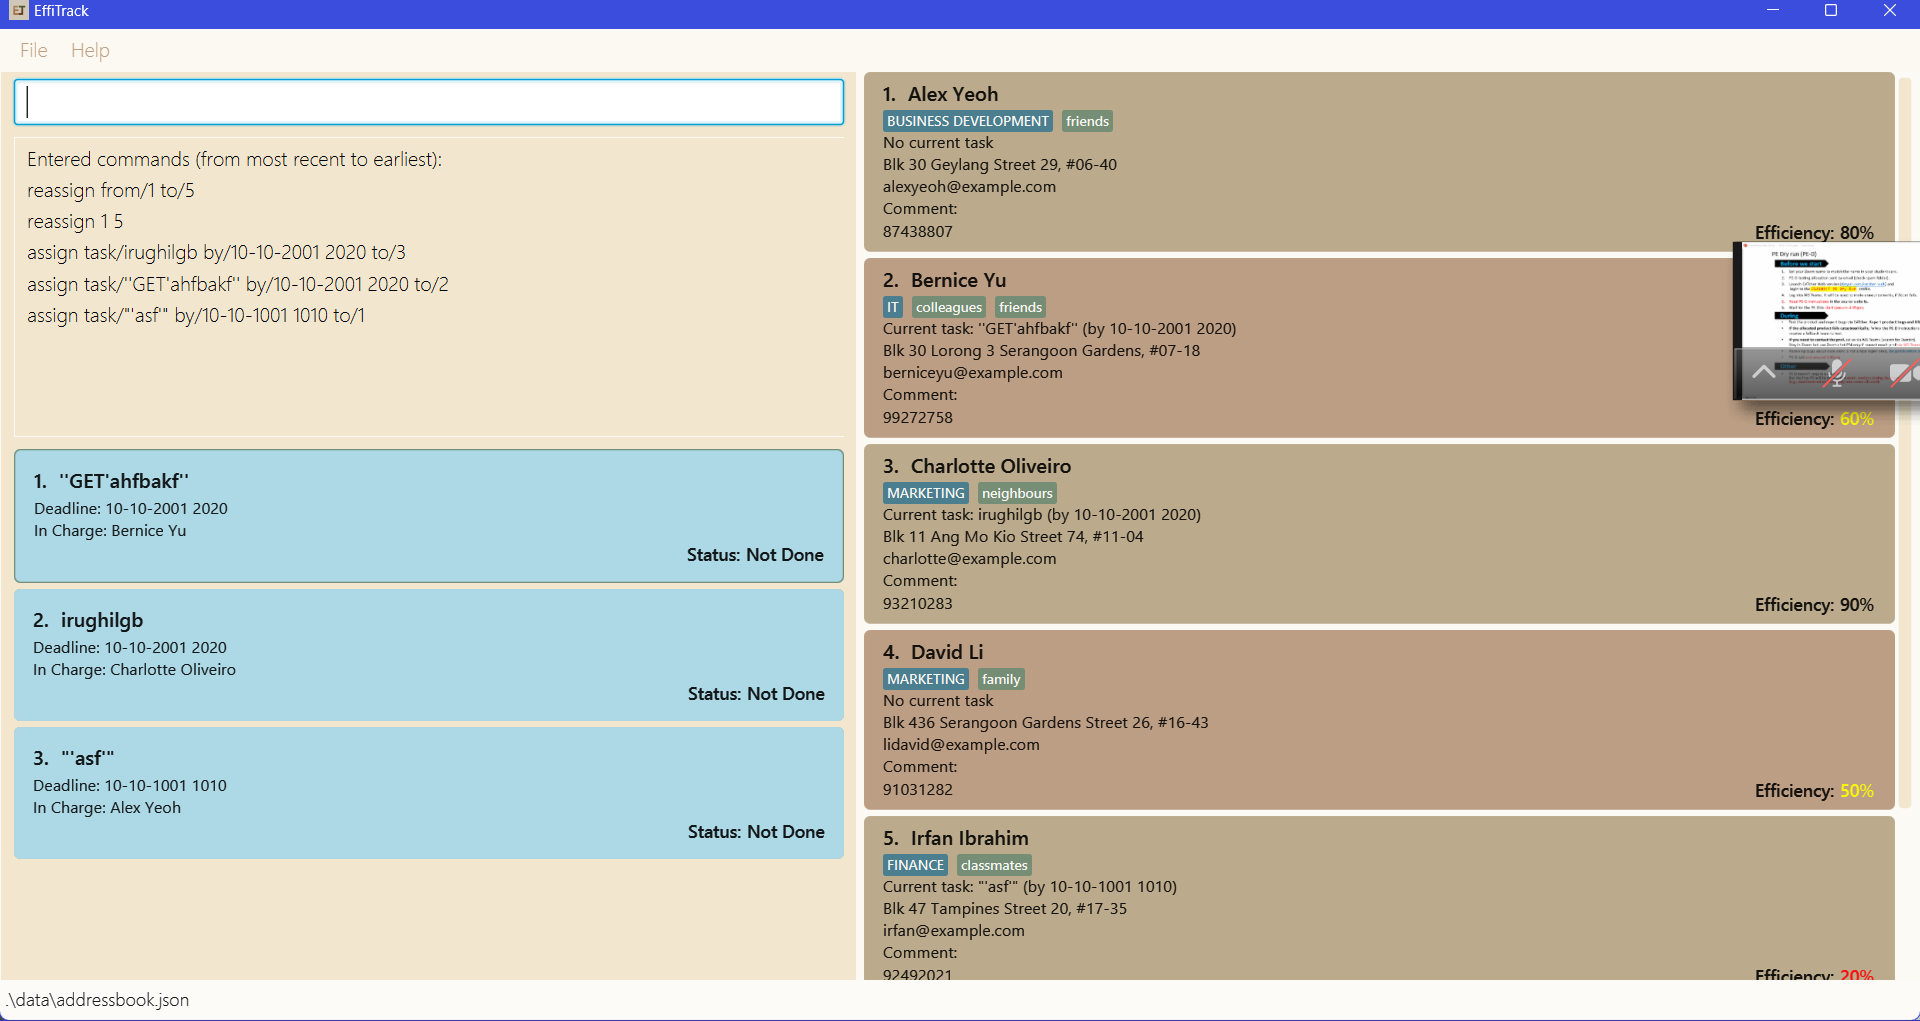 EffiTrack
File Help
Entered commands (from most recent to earliest):
reassign from/1 to/5
reassign 1 5
assign task/irughilgb by/10-10-2001 2020 to/3
assign task/''GET'ahfbakf'' by/10-10-2001 2020 to/2
assign task/"'asf'" by/10-10-1001 1010 to/1
1. ''GET'ahfbakf''
Deadline: 10-10-2001 2020
In Charge: Bernice Yu
Status: Not Done
2. irughilgb
Deadline: 10-10-2001 2020
In Charge: Charlotte Oliveiro
Status: Not Done
3. "'asf'"
Deadline: 10-10-1001 1010
In Charge: Alex Yeoh
Status: Not Done
1. Alex Yeoh
BUSINESS DEVELOPMENT friends
No current task
Blk 30 Geylang Street 29, #06-40
alexyeoh@example.com
Comment:
87438807
Efficiency: 80%
2. Bernice Yu
IT colleagues friends
Current task: ''GET'ahfbakf'' (by 10-10-2001 2020)
Blk 30 Lorong 3 Serangoon Gardens, #07-18
berniceyu@example.com
Comment:
99272758
Efficiency: 60%
3. Charlotte Oliveiro
MARKETING neighbours
Current task: irughilgb (by 10-10-2001 2020)
Blk 11 Ang Mo Kio Street 74, #11-04
charlotte@example.com
Comment:
93210283
Efficiency: 90%
4. David Li
MARKETING family
No current task
Blk 436 Serangoon Gardens Street 26, #16-43
lidavid@example.com
Comment:
91031282
Efficiency: 50%
5. Irfan Ibrahim
FINANCE classmates
Current task: "'asf'" (by 10-10-1001 1010)
Blk 47 Tampines Street 20, #17-35
irfan@example.com
Comment:
92492021
Efficiency: 20%
PE Dry run (PE-D)
Before we start
During
.\data\addressbook.json